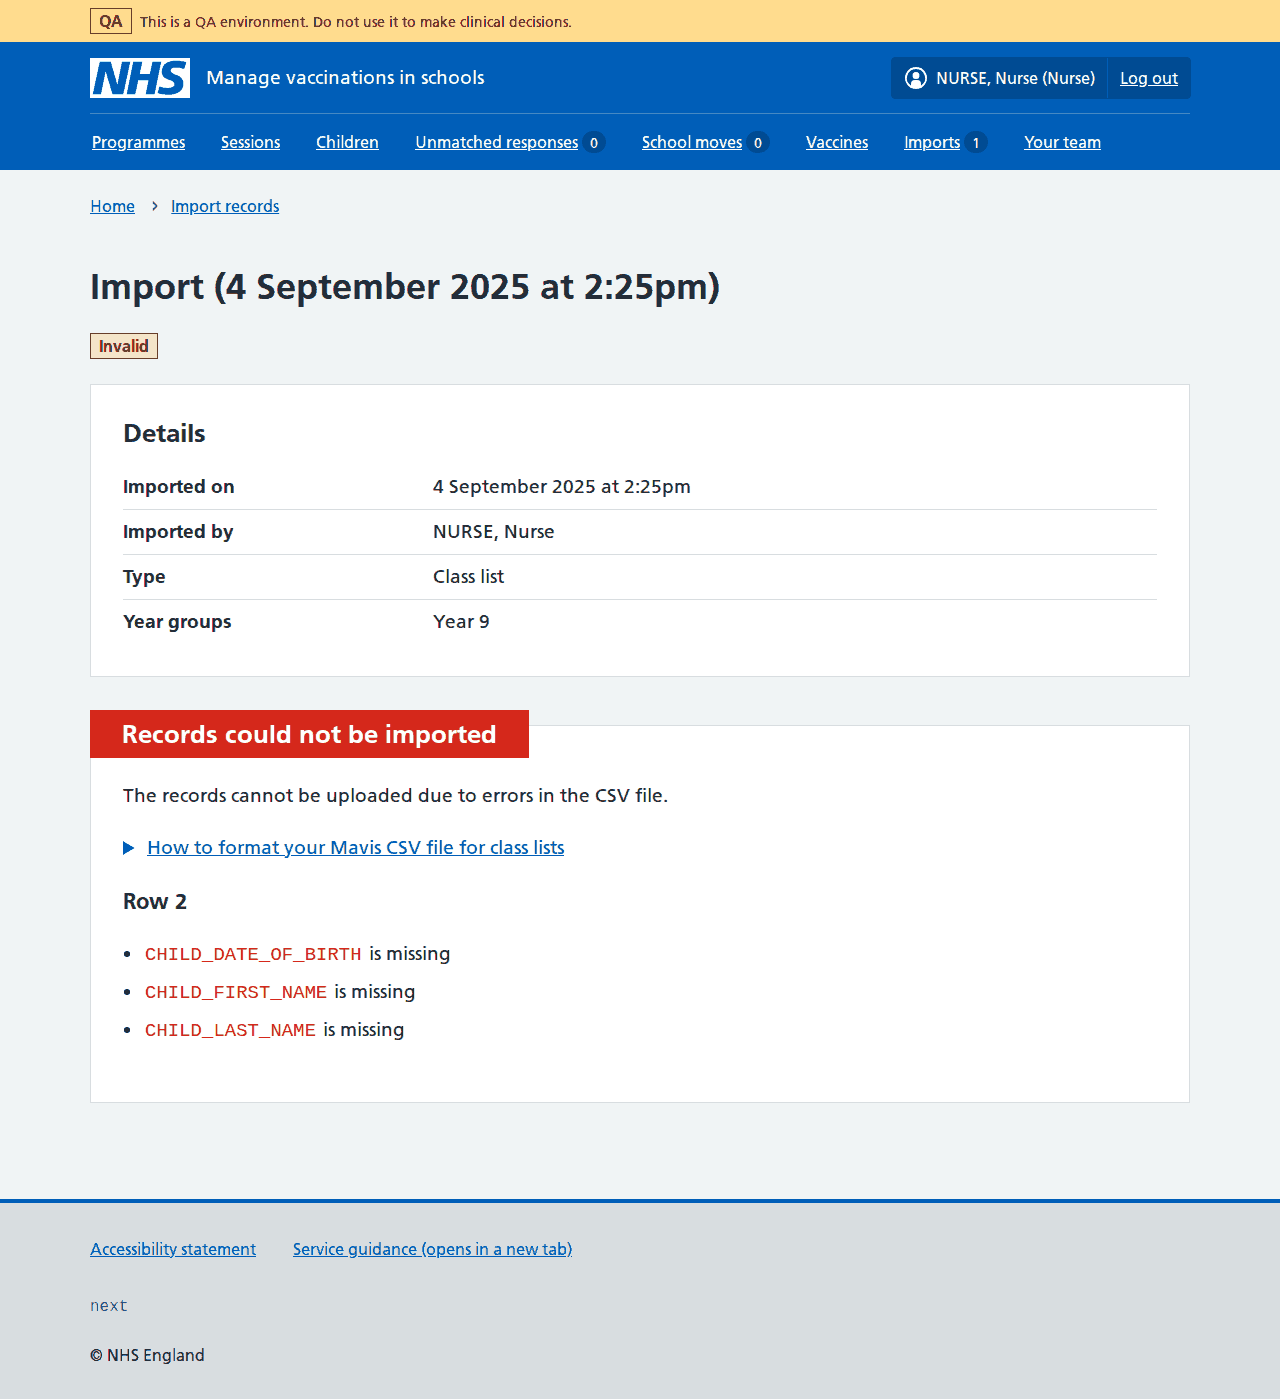 QA This is a QA environment. Do not use it to make clinical decisions.
NHS Manage vaccinations in schools
NURSE, Nurse (Nurse) Log out
Programmes Sessions Children Unmatched responses 0 School moves 0 Vaccines Imports 1 Your team
Home › Import records
Import (4 September 2025 at 2:25pm)
Invalid
Details
Imported on 4 September 2025 at 2:25pm
Imported by NURSE, Nurse
Type Class list
Year groups Year 9
Records could not be imported
The records cannot be uploaded due to errors in the CSV file.
How to format your Mavis CSV file for class lists
Row 2
• CHILD_DATE_OF_BIRTH is missing
• CHILD_FIRST_NAME is missing
• CHILD_LAST_NAME is missing
Accessibility statement Service guidance (opens in a new tab)
next
© NHS England